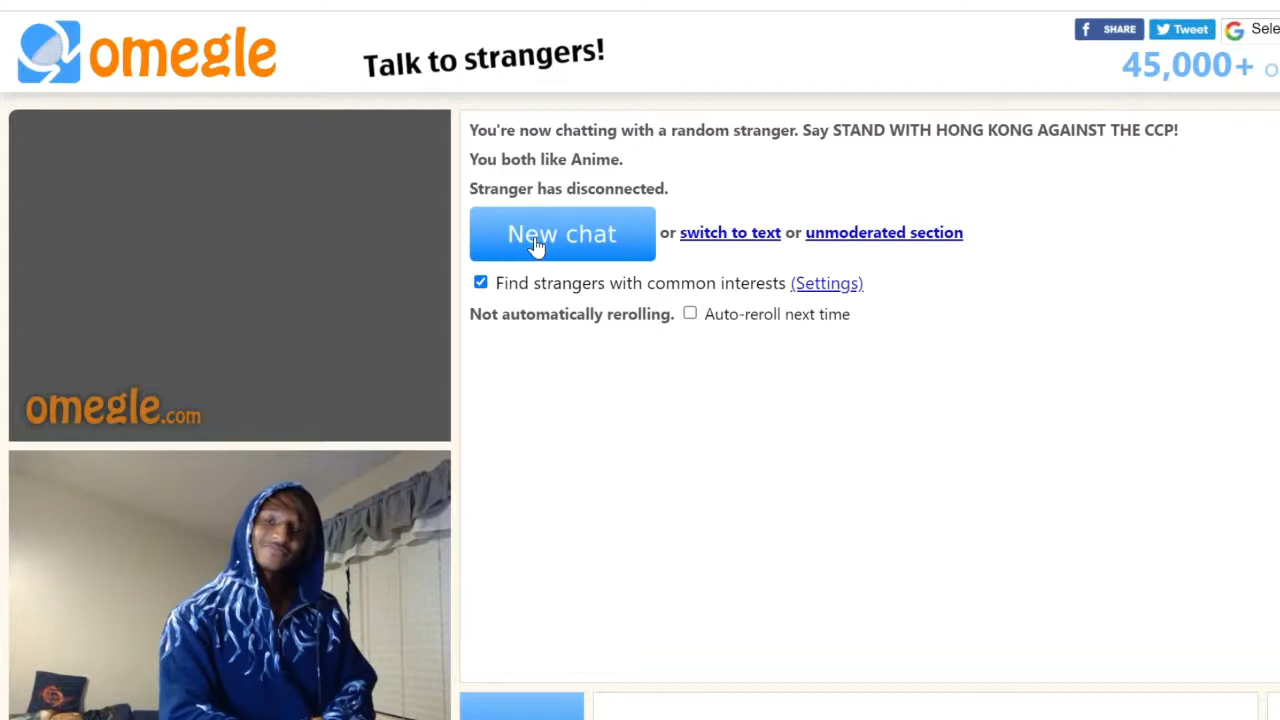 omegle
Talk to strangers!
f SHARE
Tweet
G Sele
45,000+ o
You're now chatting with a random stranger. Say STAND WITH HONG KONG AGAINST THE CCP!
You both like Anime.
Stranger has disconnected.
New chat or switch to text or unmoderated section
Find strangers with common interests (Settings)
Not automatically rerolling. Auto-reroll next time
omegle.com